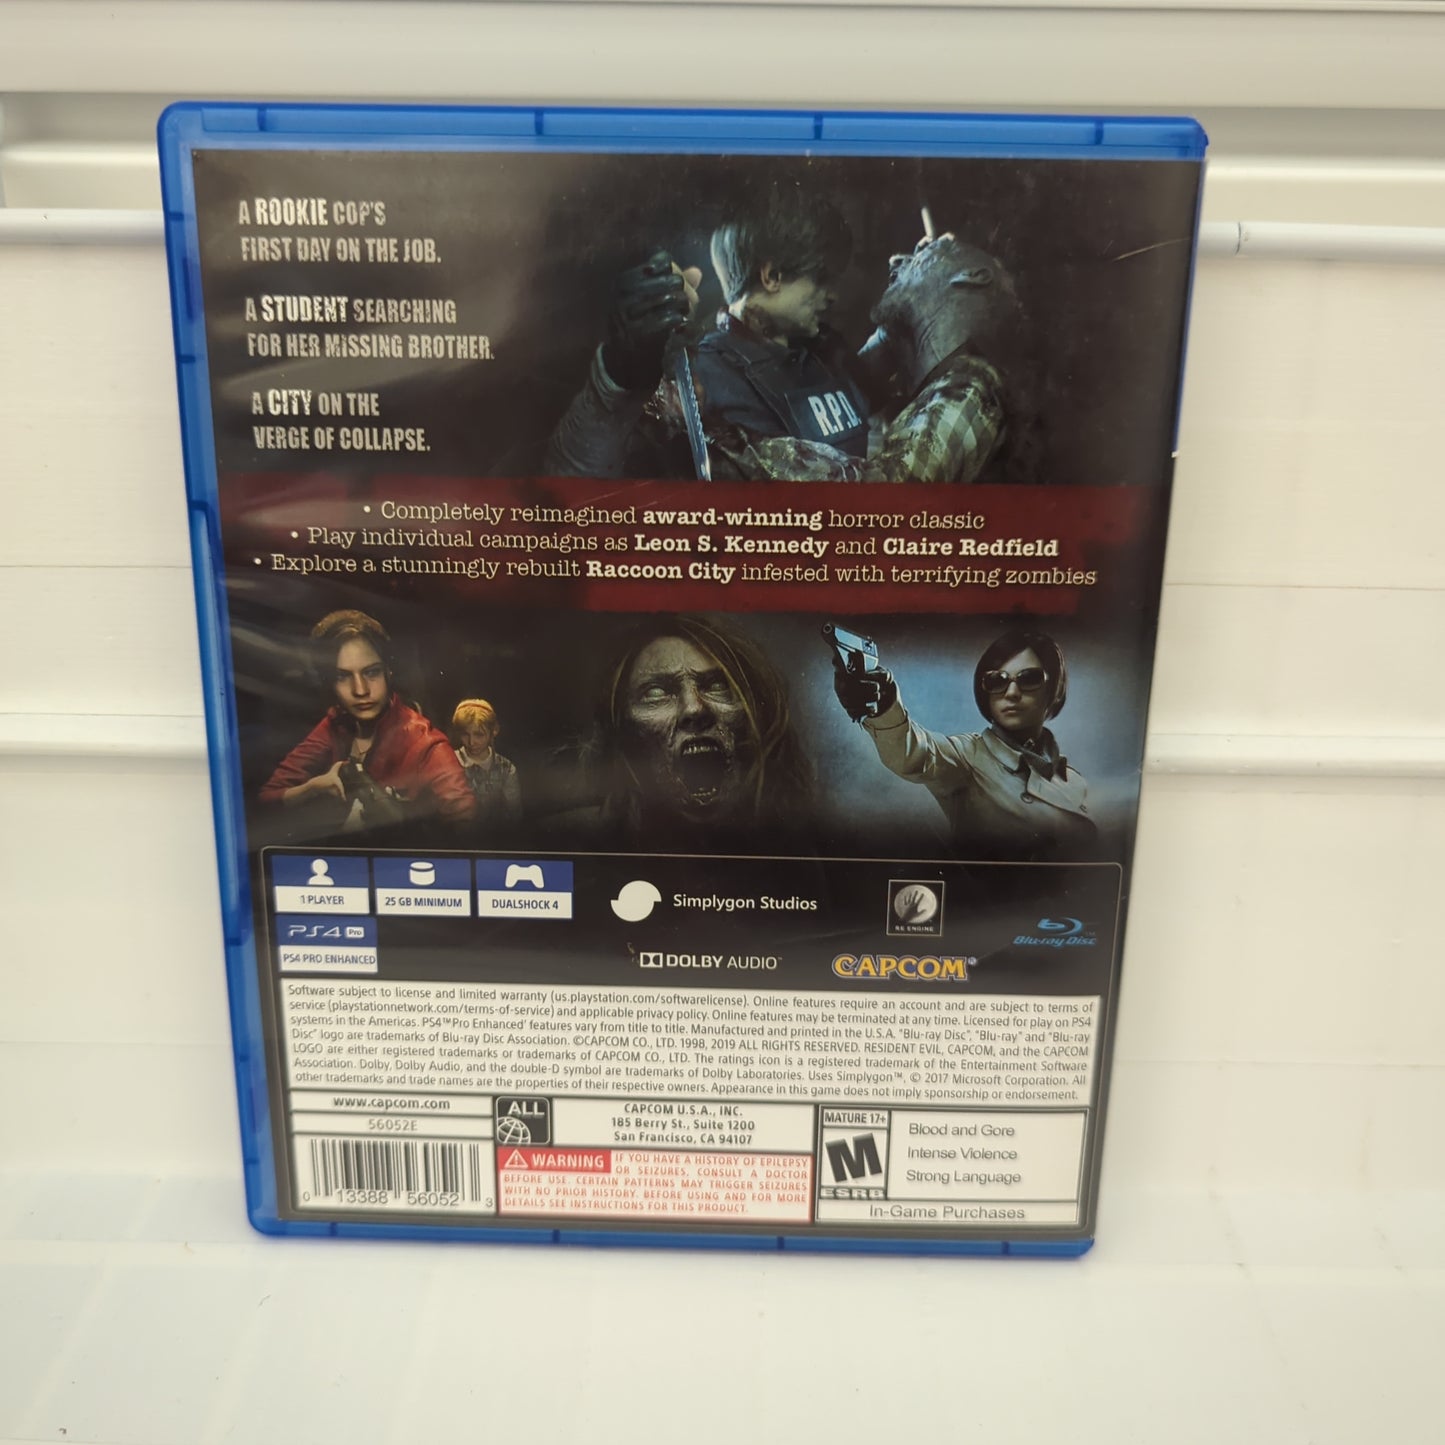 A ROOKIE COP'S
FIRST DAY ON THE JOB.
A STUDENT SEARCHING
FOR HER MISSING BROTHER.
A CITY ON THE
VERGE OF COLLAPSE.
R.P.D.
• Completely reimagined award-winning horror classic
• Play individual campaigns as Leon S. Kennedy and Claire Redfield
• Explore a stunningly rebuilt Raccoon City infested with terrifying zombies
1 PLAYER
25 GB MINIMUM
DUALSHOCK 4
Simplygon Studios
RE ENGINE
Blu-ray Disc™
PS4 Pro
PS4 PRO ENHANCED
DOLBY AUDIO™
CAPCOM®
Software subject to license and limited warranty (us.playstation.com/softwarelicense). Online features require an account and are subject to terms of
service (playstationnetwork.com/terms-of-service) and applicable privacy policy. Online features may be terminated at any time. Licensed for play on PS4
systems in the Americas. PS4™Pro Enhanced' features vary from title to title. Manufactured and printed in the U.S.A. "Blu-ray Disc", "Blu-ray" and "Blu-ray
Disc" logo are trademarks of Blu-ray Disc Association. ©CAPCOM CO., LTD. 1998, 2019 ALL RIGHTS RESERVED. RESIDENT EVIL, CAPCOM, and the CAPCOM
LOGO are either registered trademarks or trademarks of CAPCOM CO., LTD. The ratings icon is a registered trademark of the Entertainment Software
Association. Dolby, Dolby Audio, and the double-D symbol are trademarks of Dolby Laboratories. Uses Simplygon™, © 2017 Microsoft Corporation. All
other trademarks and trade names are the properties of their respective owners. Appearance in this game does not imply sponsorship or endorsement.
www.capcom.com
56052E
0 13388 56052 3
ALL
CAPCOM U.S.A., INC.
185 Berry St., Suite 1200
San Francisco, CA 94107
WARNING IF YOU HAVE A HISTORY OF EPILEPSY
OR SEIZURES, CONSULT A DOCTOR
BEFORE USE. CERTAIN PATTERNS MAY TRIGGER SEIZURES
WITH NO PRIOR HISTORY. BEFORE USING AND FOR MORE
DETAILS SEE INSTRUCTIONS FOR THIS PRODUCT.
MATURE 17+
M
ESRB
Blood and Gore
Intense Violence
Strong Language
In-Game Purchases